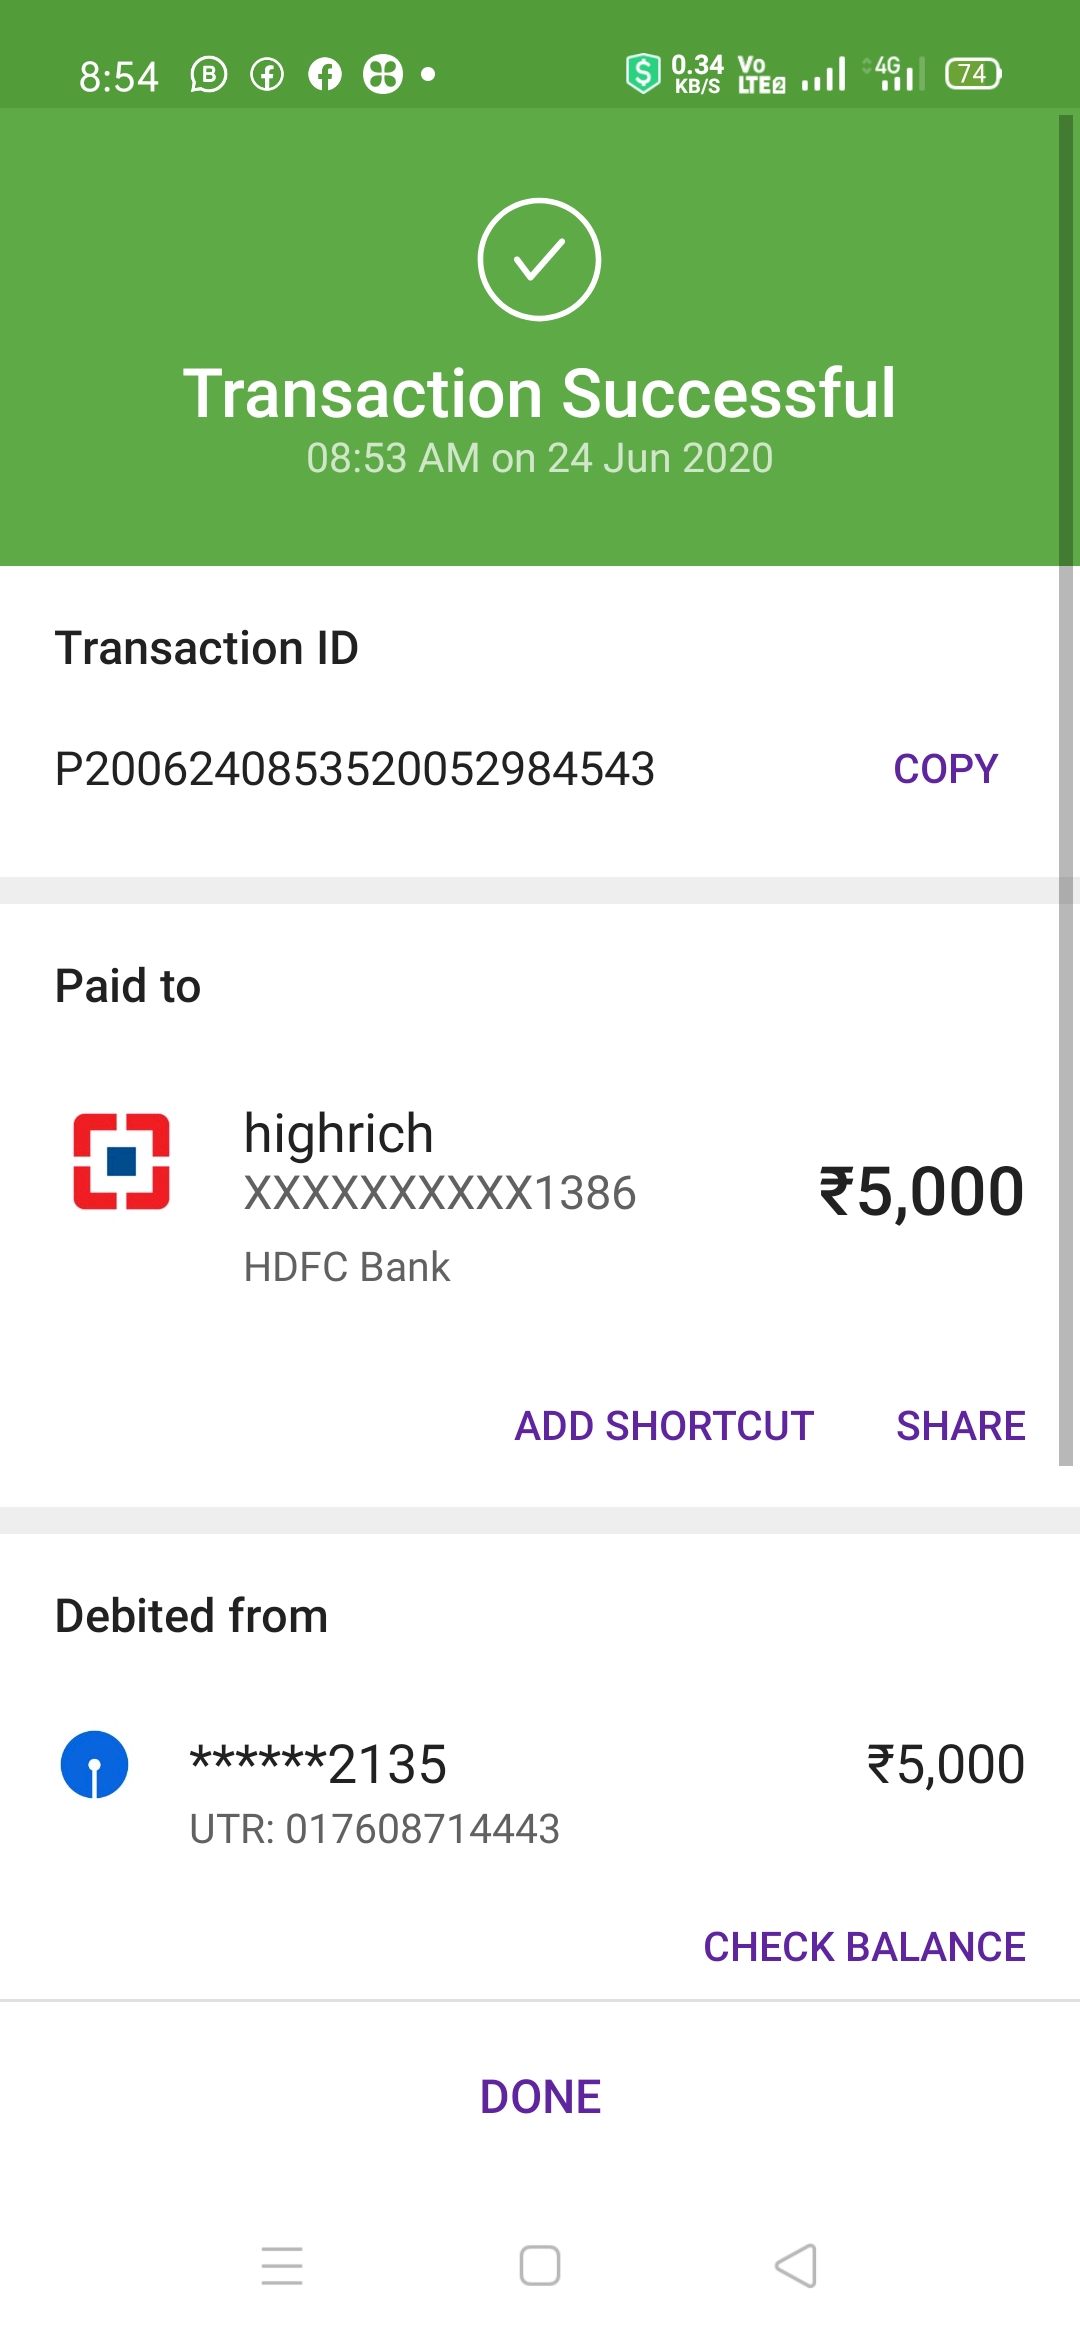 8:54 B 0.34 KB/S Vo LTE2 4G 74
Transaction Successful
08:53 AM on 24 Jun 2020
Transaction ID
P2006240853520052984543 COPY
Paid to
highrich
XXXXXXXXXX1386 ₹5,000
HDFC Bank
ADD SHORTCUT SHARE
Debited from
******2135 ₹5,000
UTR: 017608714443
CHECK BALANCE
DONE